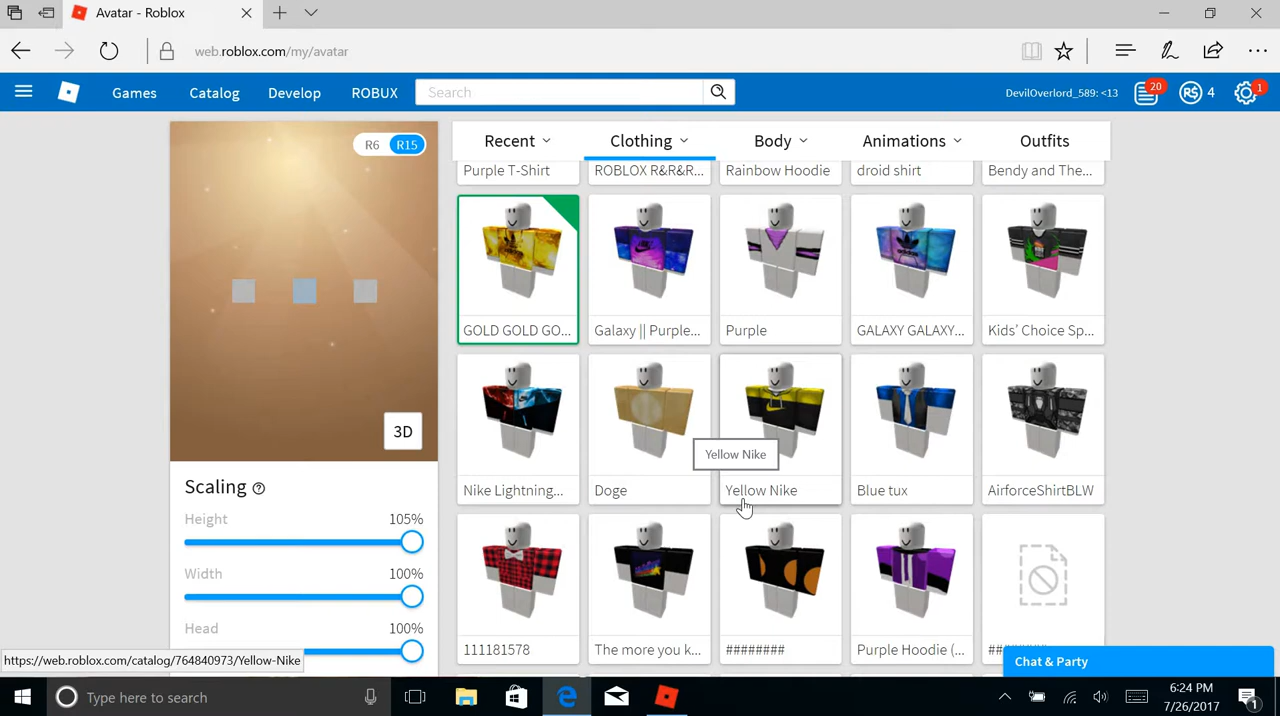 Avatar - Roblox
web.roblox.com/my/avatar
Games
Catalog
Develop
ROBUX
Search
DevilOverlord_589: <13
20
R$ 4
1
R6
R15
Recent
Clothing
Body
Animations
Outfits
Purple T-Shirt
ROBLOX R&R&R...
Rainbow Hoodie
droid shirt
Bendy and The...
GOLD GOLD GO...
Galaxy || Purple...
Purple
GALAXY GALAXY...
Kids' Choice Sp...
3D
Yellow Nike
Nike Lightning...
Doge
Yellow Nike
Blue tux
AirforceShirtBLW
Scaling
Height
105%
Width
100%
Head
100%
111181578
The more you k...
########
Purple Hoodie (...
https://web.roblox.com/catalog/764840973/Yellow-Nike
Chat & Party
Type here to search
6:24 PM
7/26/2017
1